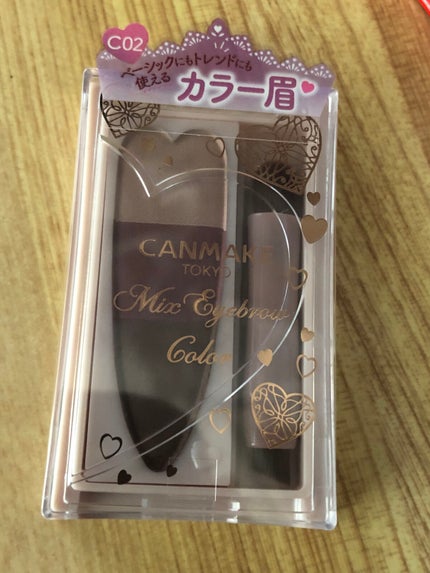 C02
ベーシックにもトレンドにも
使える
カラー眉
CANMAKE
TOKYO
Mix Eyebrow
Color